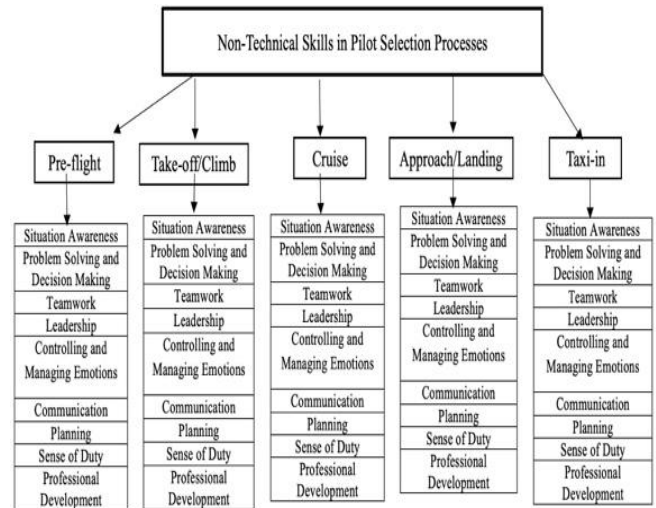 Non-Technical Skills in Pilot Selection Processes
Pre-flight
Take-off/Climb
Cruise
Approach/Landing
Taxi-in
Situation Awareness
Problem Solving and
Decision Making
Teamwork
Leadership
Controlling and
Managing Emotions
Communication
Planning
Sense of Duty
Professional
Development
Situation Awareness
Problem Solving and
Decision Making
Teamwork
Leadership
Controlling and
Managing Emotions
Communication
Planning
Sense of Duty
Professional
Development
Situation Awareness
Problem Solving and
Decision Making
Teamwork
Leadership
Controlling and
Managing Emotions
Communication
Planning
Sense of Duty
Professional
Development
Situation Awareness
Problem Solving and
Decision Making
Teamwork
Leadership
Controlling and
Managing Emotions
Communication
Planning
Sense of Duty
Professional
Development
Situation Awareness
Problem Solving and
Decision Making
Teamwork
Leadership
Controlling and
Managing Emotions
Communication
Planning
Sense of Duty
Professional
Development